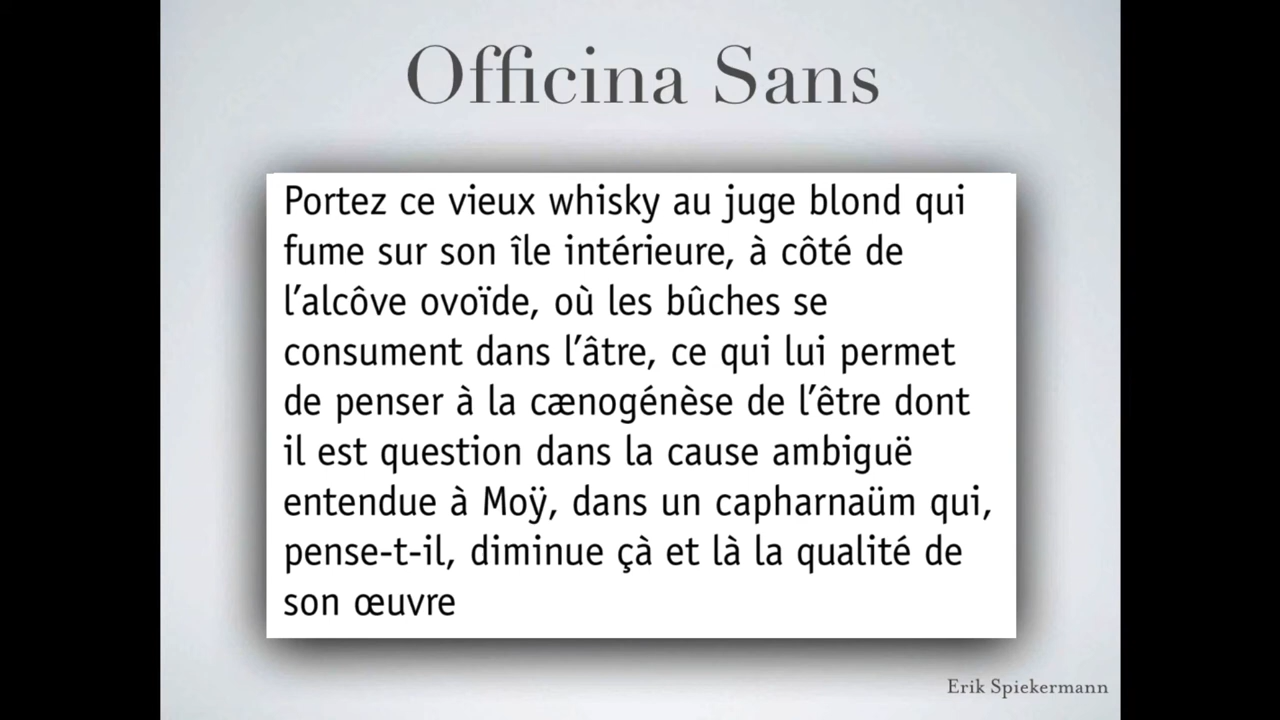 Officina Sans
Portez ce vieux whisky au juge blond qui
fume sur son île intérieure, à côté de
l’alcôve ovoïde, où les bûches se
consument dans l’âtre, ce qui lui permet
de penser à la cænogénèse de l’être dont
il est question dans la cause ambiguë
entendue à Moÿ, dans un capharnaüm qui,
pense-t-il, diminue çà et là la qualité de
son œuvre
Erik Spiekermann